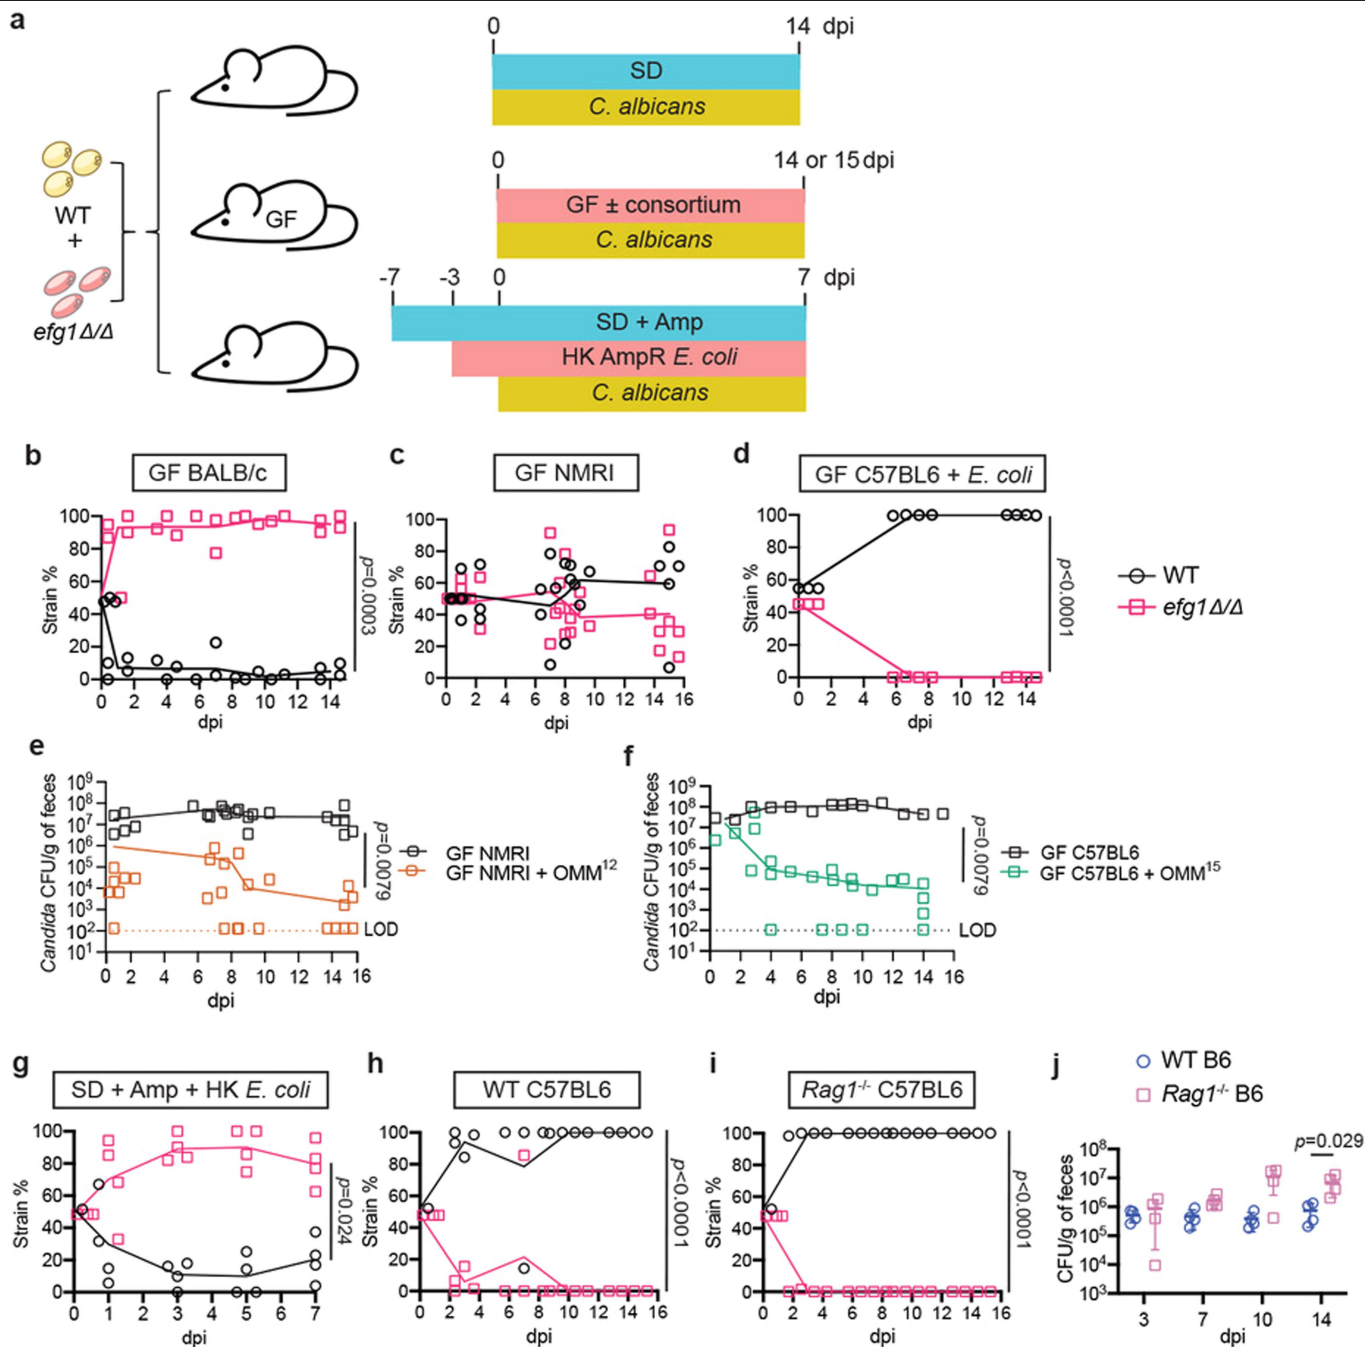 a
0 14 dpi
SD
C. albicans
0 14 or 15 dpi
WT
+
efg1Δ/Δ
GF
GF ± consortium
C. albicans
-7 -3 0 7 dpi
SD + Amp
HK AmpR E. coli
C. albicans
b
GF BALB/c
100
80
60
40
20
0
Strain %
0 2 4 6 8 10 12 14
dpi
p=0.0003
c
GF NMRI
100
80
60
40
20
0
Strain %
0 2 4 6 8 10 12 14 16
dpi
d
GF C57BL6 + E. coli
100
80
60
40
20
0
Strain %
0 2 4 6 8 10 12 14
dpi
p<0.0001
WT
efg1Δ/Δ
e
10⁹
10⁸
10⁷
10⁶
10⁵
10⁴
10³
10²
10¹
Candida CFU/g of feces
0 2 4 6 8 10 12 14 16
dpi
LOD
p=0.0079
GF NMRI
GF NMRI + OMM¹²
f
10⁹
10⁸
10⁷
10⁶
10⁵
10⁴
10³
10²
10¹
Candida CFU/g of feces
0 2 4 6 8 10 12 14 16
dpi
LOD
p=0.0079
GF C57BL6
GF C57BL6 + OMM¹⁵
g
SD + Amp + HK E. coli
100
80
60
40
20
0
Strain %
0 1 2 3 4 5 6 7
dpi
p=0.024
h
WT C57BL6
100
80
60
40
20
0
Strain %
0 2 4 6 8 10 12 14 16
dpi
p<0.0001
i
Rag1⁻/⁻ C57BL6
100
80
60
40
20
0
Strain %
0 2 4 6 8 10 12 14 16
dpi
p<0.0001
j
WT B6
Rag1⁻/⁻ B6
p=0.029
10⁸
10⁷
10⁶
10⁵
10⁴
10³
CFU/g of feces
3 7 10 14
dpi